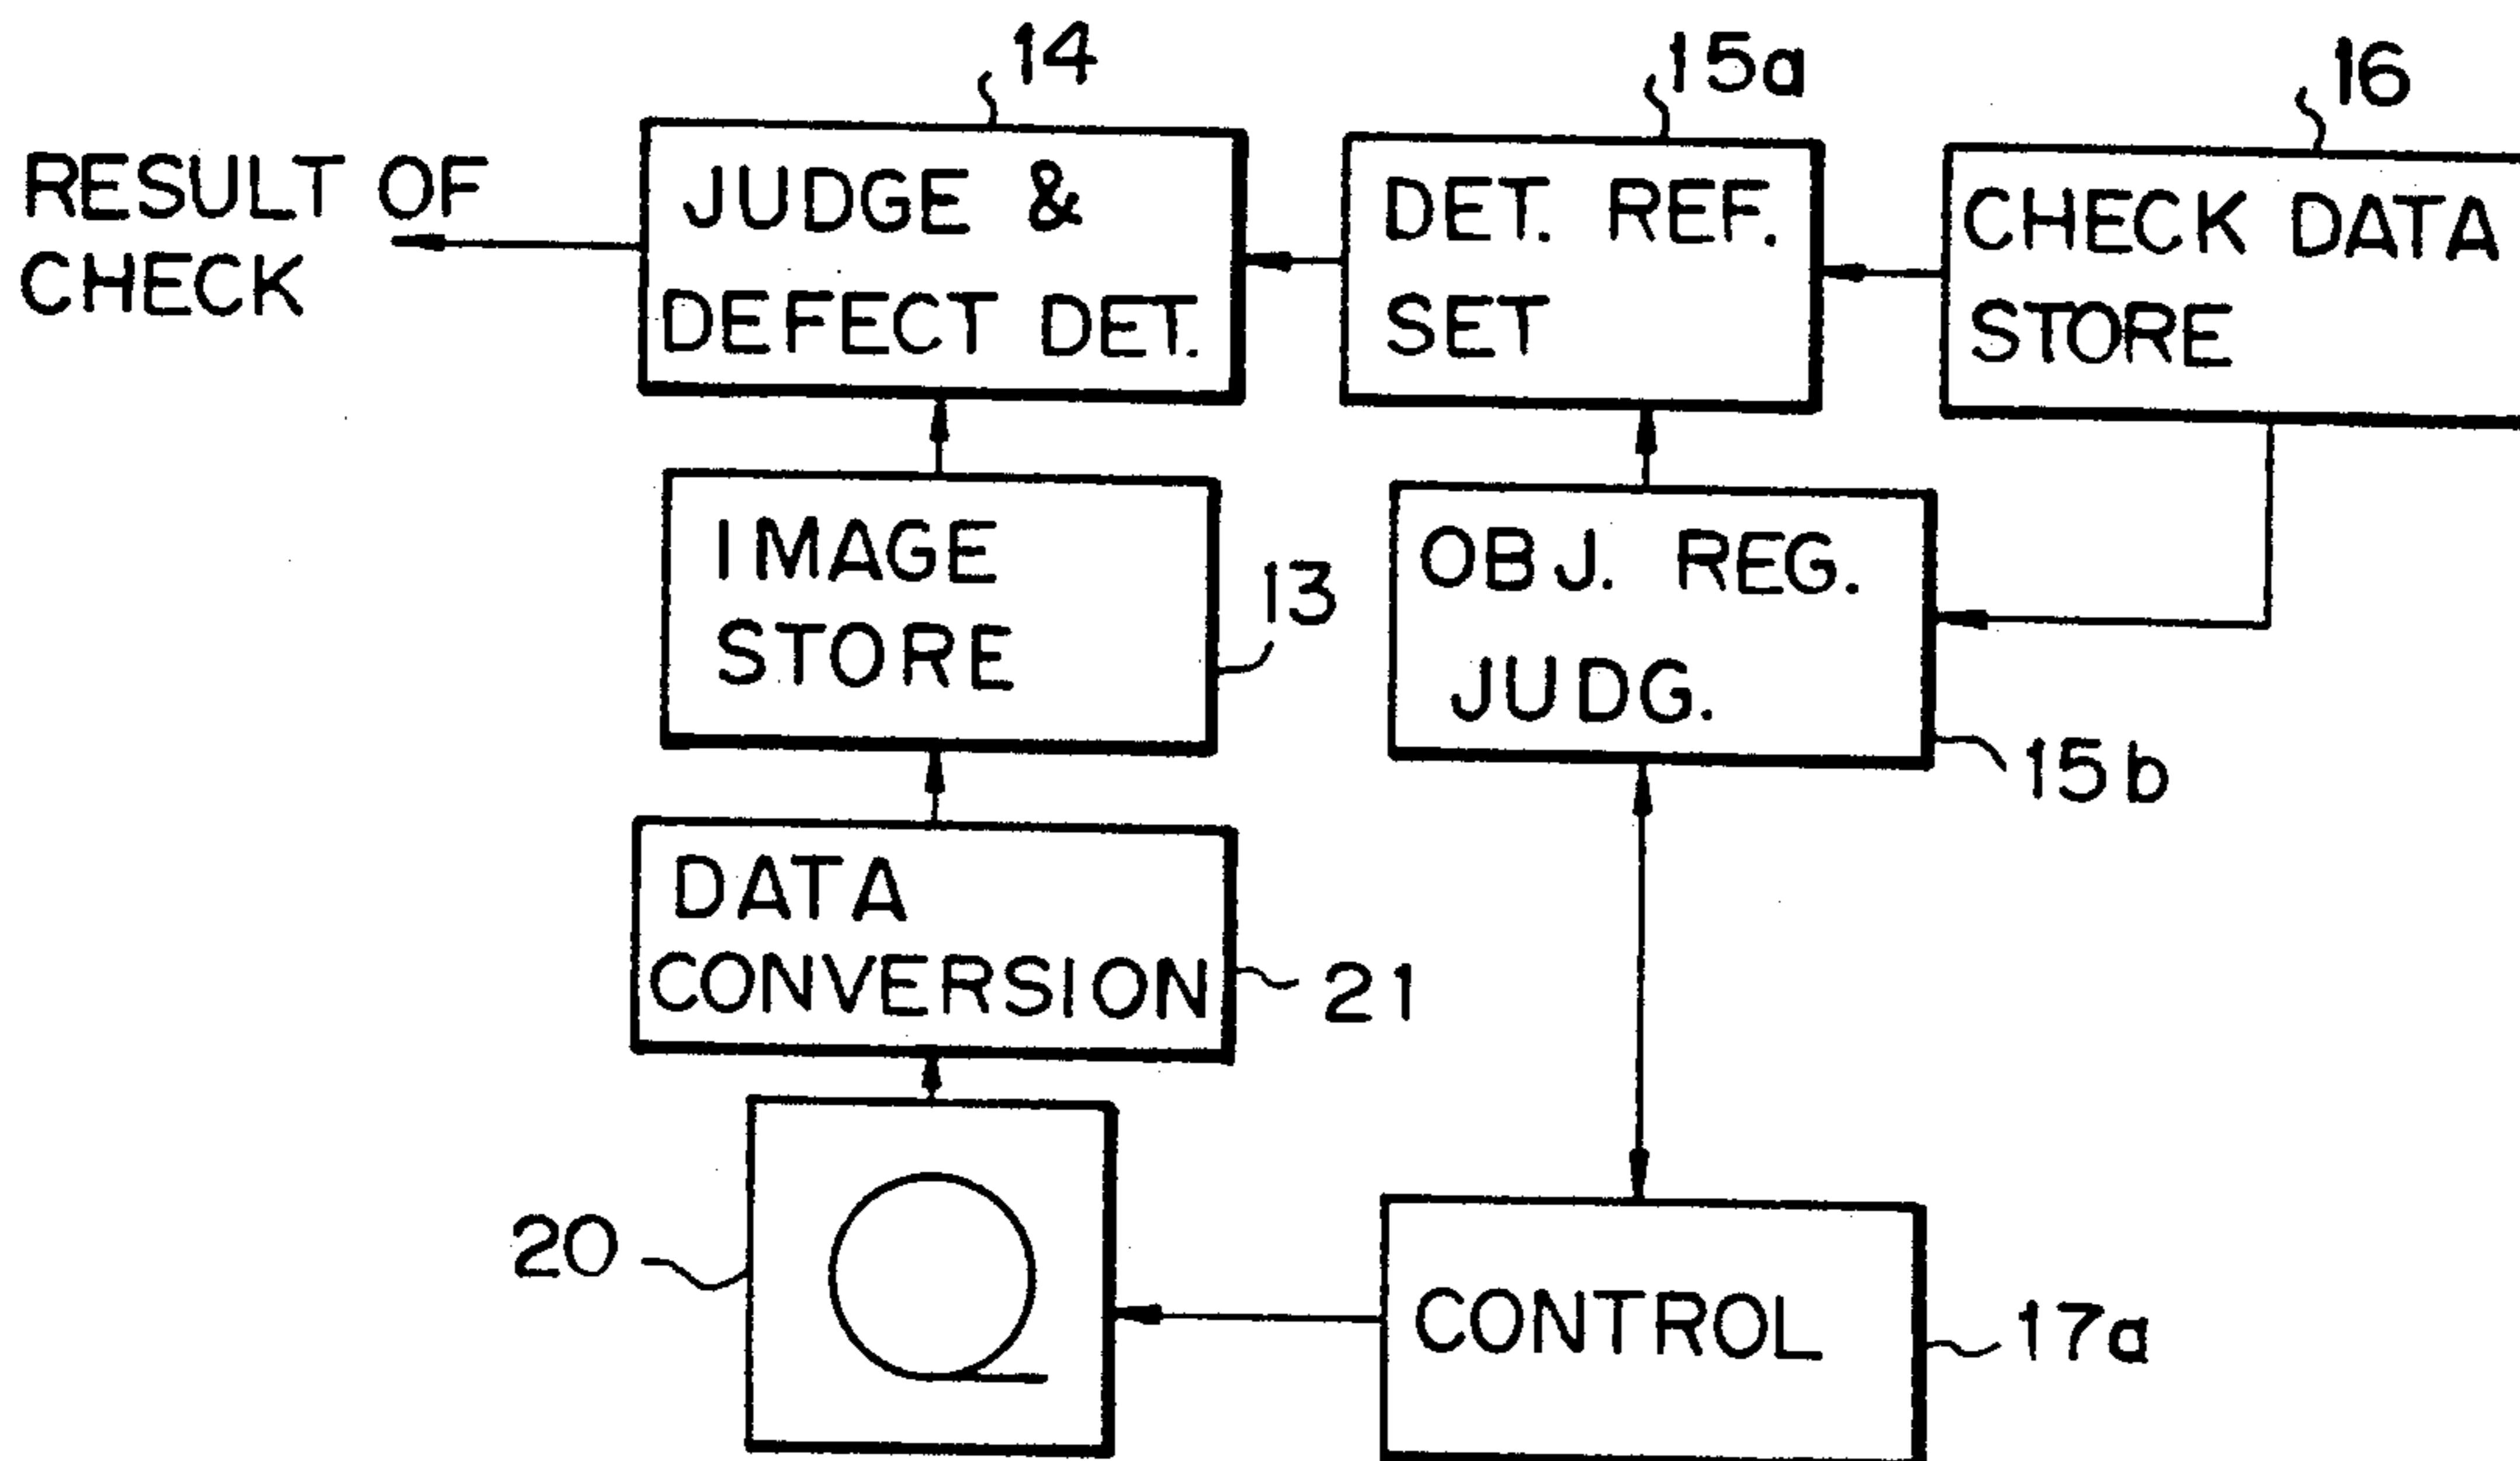 14
15a
16
RESULT OF
CHECK
JUDGE &
DEFECT DET.
DET. REF.
SET
CHECK DATA
STORE
IMAGE
STORE
13
OBJ. REG.
JUDG.
15b
DATA
CONVERSION
21
20
CONTROL
17a